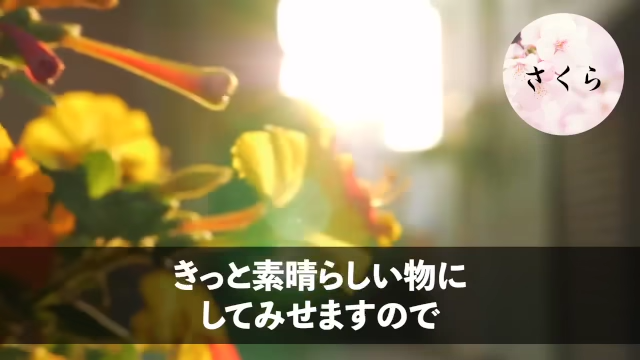 さくら
きっと素晴らしい物に
してみせますので